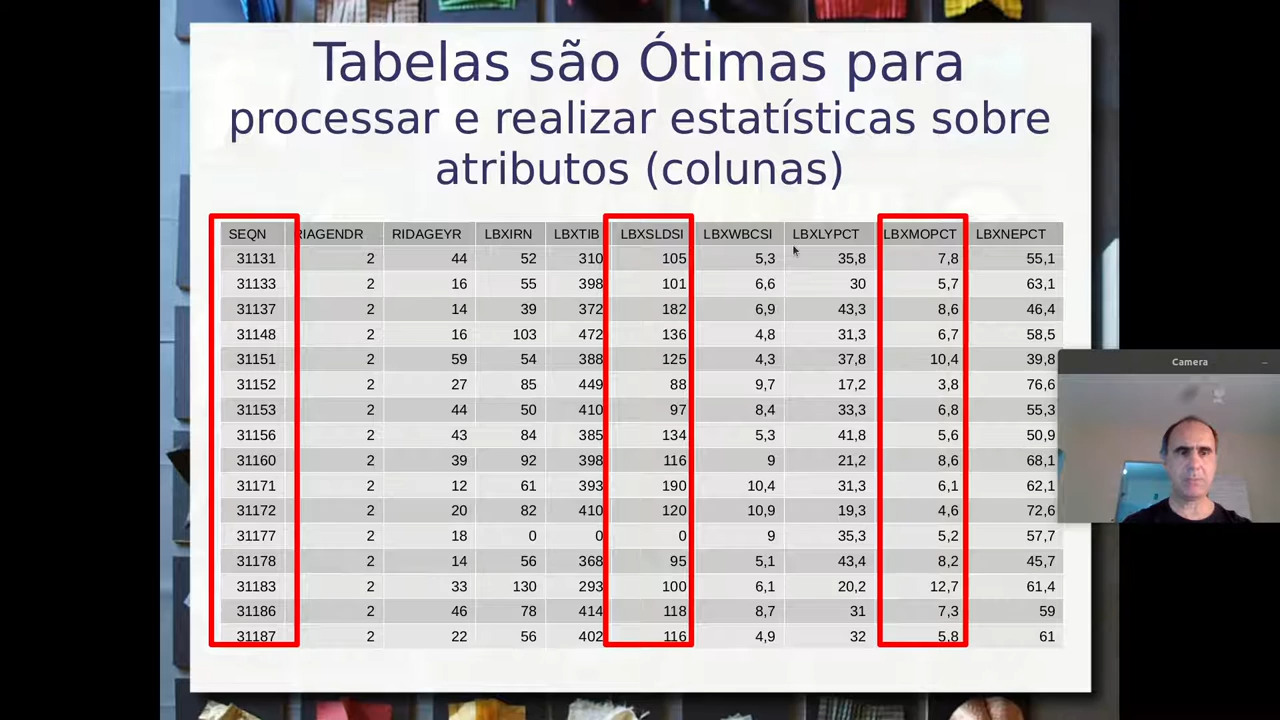 Tabelas são Ótimas para
processar e realizar estatísticas sobre
atributos (colunas)
SEQN RIAGENDR RIDAGEYR LBXIRN LBXTIB LBXSLDSI LBXWBCSI LBXLYPCT LBXMOPCT LBXNEPCT
31131 2 44 52 310 105 5,3 35,8 7,8 55,1
31133 2 16 55 398 101 6,6 30 5,7 63,1
31137 2 14 39 372 182 6,9 43,3 8,6 46,4
31148 2 16 103 472 136 4,8 31,3 6,7 58,5
31151 2 59 54 388 125 4,3 37,8 10,4 39,8
31152 2 27 85 449 88 9,7 17,2 3,8 76,6
31153 2 44 50 410 97 8,4 33,3 6,8 55,3
31156 2 43 84 385 134 5,3 41,8 5,6 50,9
31160 2 39 92 398 116 9 21,2 8,6 68,1
31171 2 12 61 393 190 10,4 31,3 6,1 62,1
31172 2 20 82 410 120 10,9 19,3 4,6 72,6
31177 2 18 0 0 0 9 35,3 5,2 57,7
31178 2 14 56 368 95 5,1 43,4 8,2 45,7
31183 2 33 130 293 100 6,1 20,2 12,7 61,4
31186 2 46 78 414 118 8,7 31 7,3 59
31187 2 22 56 402 116 4,9 32 5,8 61
Camera